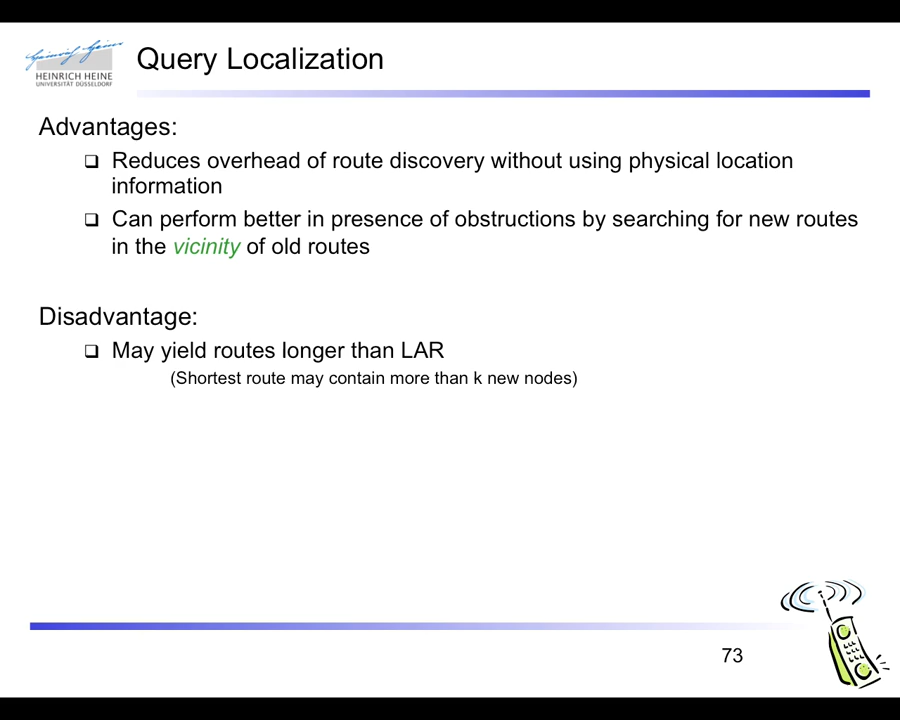 Heinrich Heine
HEINRICH HEINE
UNIVERSITÄT DÜSSELDORF
Query Localization
Advantages:
❑ Reduces overhead of route discovery without using physical location
information
❑ Can perform better in presence of obstructions by searching for new routes
in the vicinity of old routes
Disadvantage:
❑ May yield routes longer than LAR
(Shortest route may contain more than k new nodes)
73